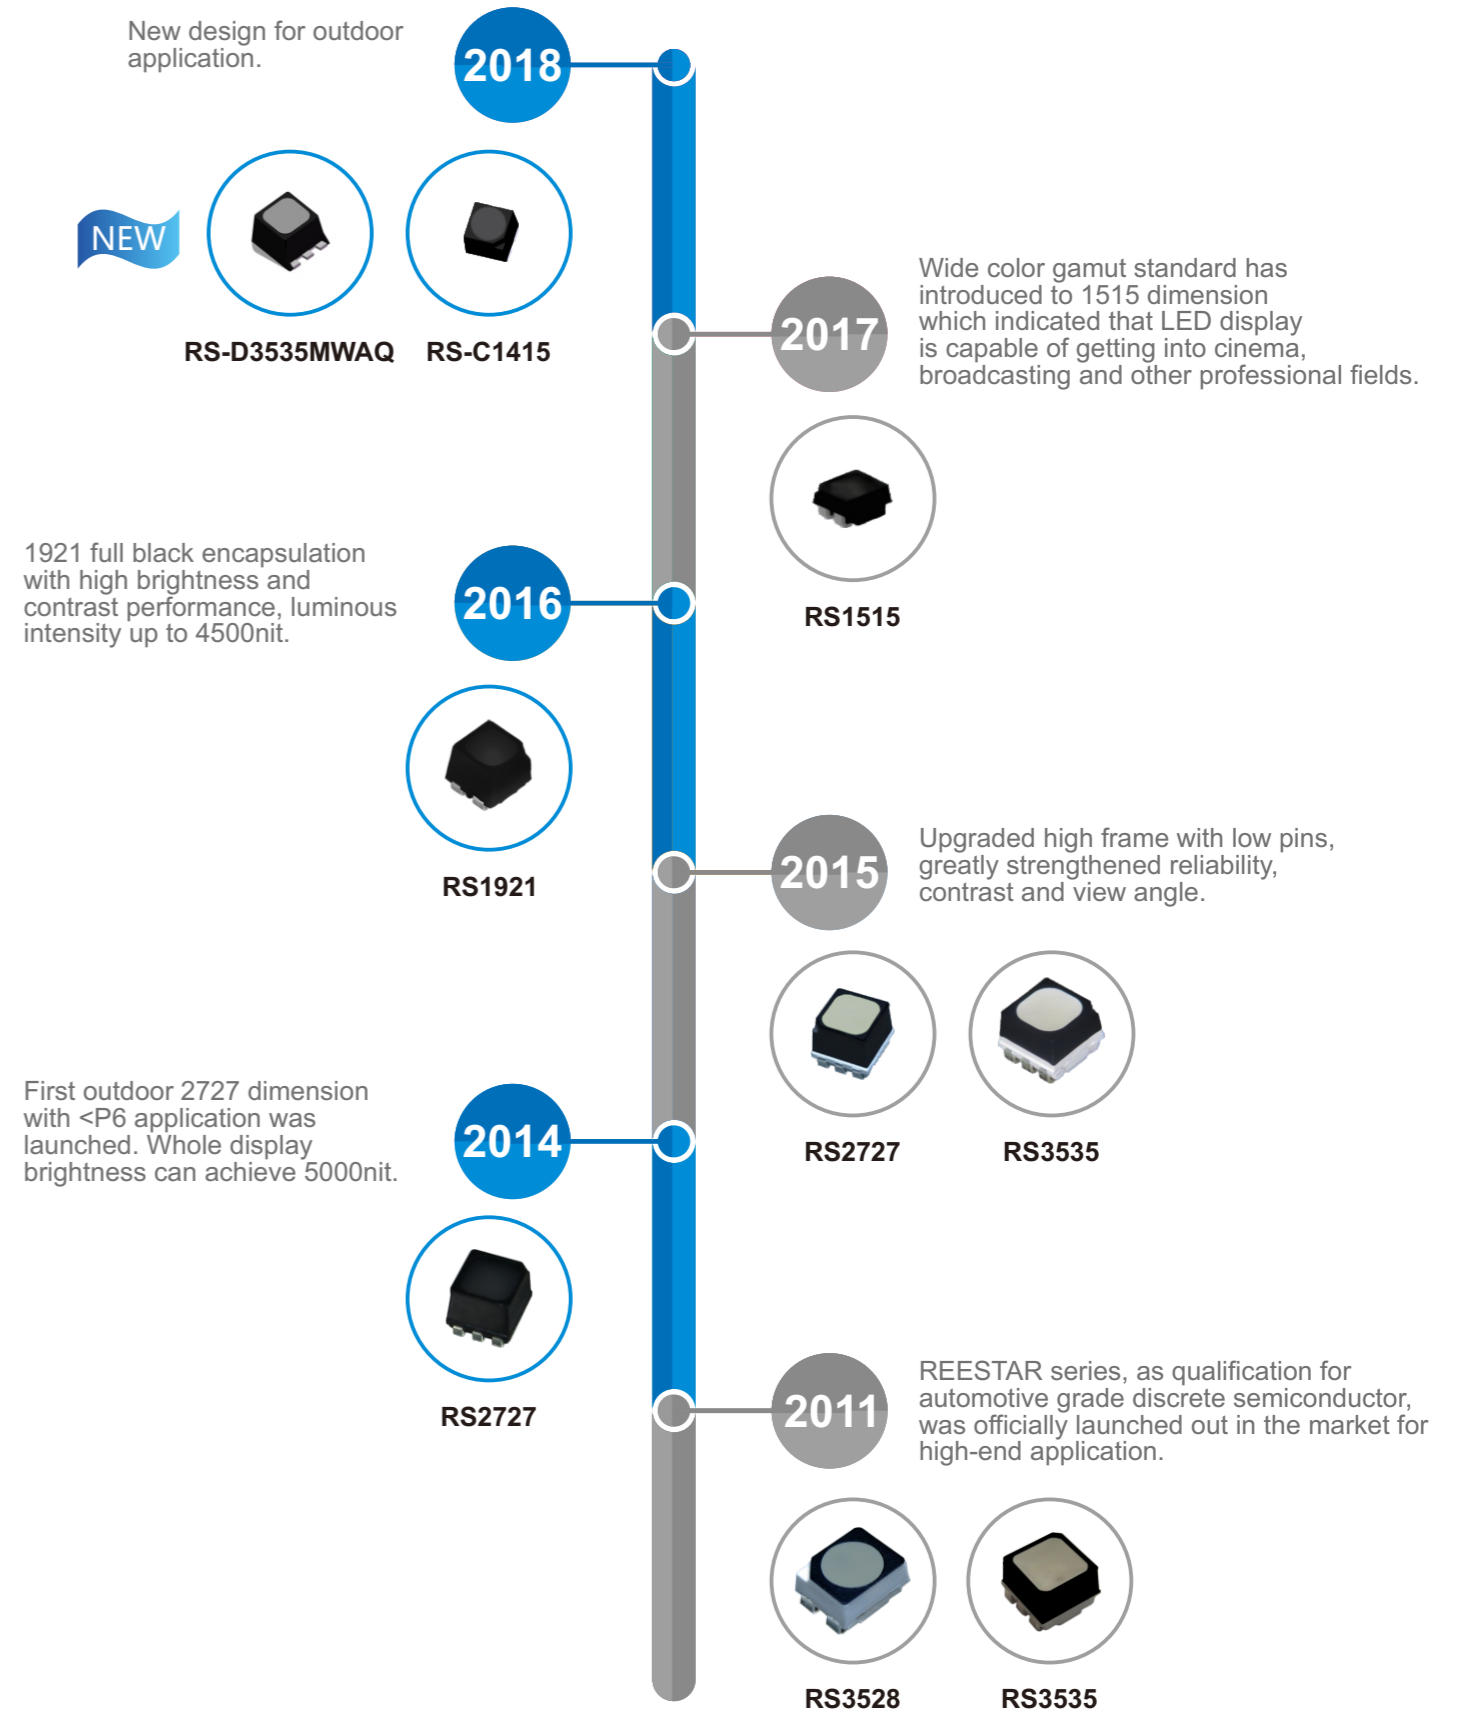 New design for outdoor
application.
2018
NEW
RS-D3535MWAQ
RS-C1415
Wide color gamut standard has
introduced to 1515 dimension
which indicated that LED display
is capable of getting into cinema,
broadcasting and other professional fields.
2017
RS1515
1921 full black encapsulation
with high brightness and
contrast performance, luminous
intensity up to 4500nit.
2016
RS1921
Upgraded high frame with low pins,
greatly strengthened reliability,
contrast and view angle.
2015
RS2727
RS3535
First outdoor 2727 dimension
with <P6 application was
launched. Whole display
brightness can achieve 5000nit.
2014
RS2727
REESTAR series, as qualification for
automotive grade discrete semiconductor,
was officially launched out in the market for
high-end application.
2011
RS3528
RS3535